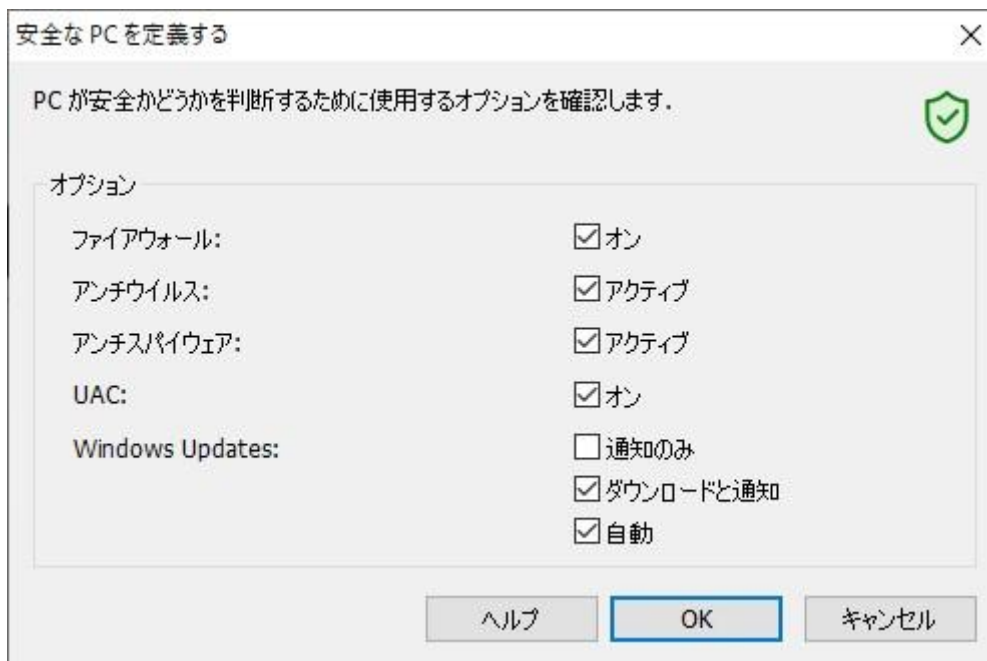 安全な PC を定義する
PC が安全かどうかを判断するために使用するオプションを確認します.
オプション
ファイアウォール: オン
アンチウイルス: アクティブ
アンチスパイウェア: アクティブ
UAC: オン
Windows Updates: 通知のみ
ダウンロードと通知
自動
ヘルプ OK キャンセル